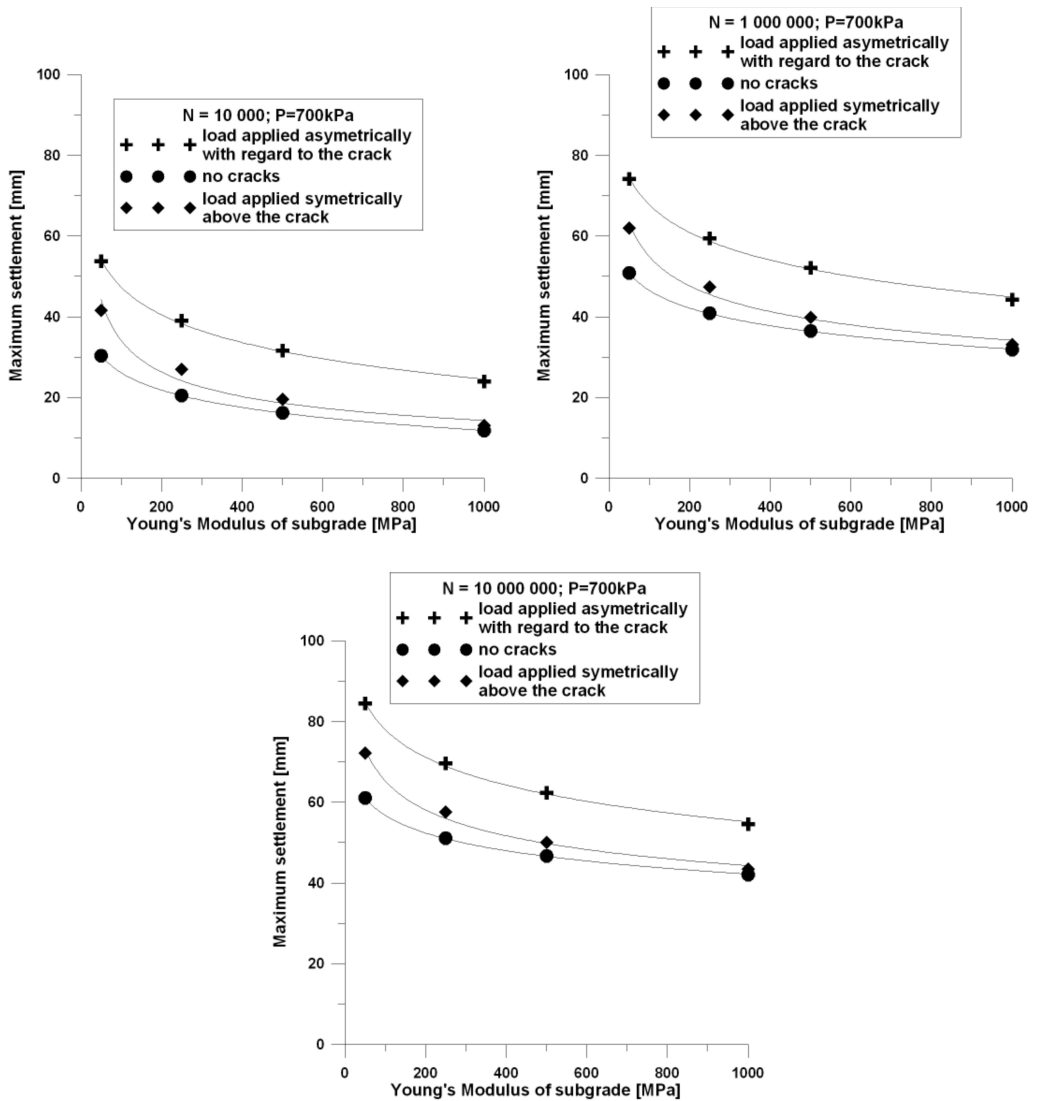 N = 10 000; P=700kPa
load applied asymetrically
with regard to the crack
no cracks
load applied symetrically
above the crack
Maximum settlement [mm]
100
80
60
40
20
0
0 200 400 600 800 1000
Young's Modulus of subgrade [MPa]
N = 1 000 000; P=700kPa
load applied asymetrically
with regard to the crack
no cracks
load applied symetrically
above the crack
Maximum settlement [mm]
100
80
60
40
20
0
0 200 400 600 800 1000
Young's Modulus of subgrade [MPa]
N = 10 000 000; P=700kPa
load applied asymetrically
with regard to the crack
no cracks
load applied symetrically
above the crack
Maximum settlement [mm]
100
80
60
40
20
0
0 200 400 600 800 1000
Young's Modulus of subgrade [MPa]